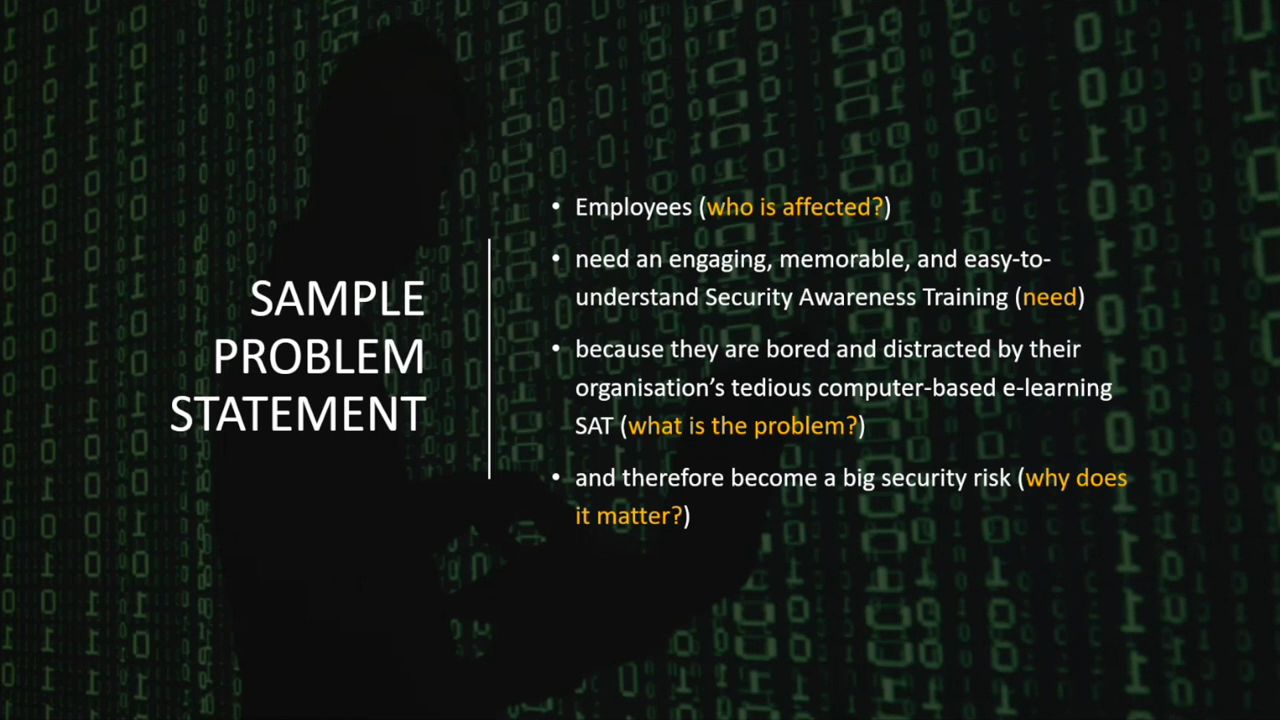 SAMPLE
PROBLEM
STATEMENT
• Employees (who is affected?)
• need an engaging, memorable, and easy-to-
understand Security Awareness Training (need)
• because they are bored and distracted by their
organisation’s tedious computer-based e-learning
SAT (what is the problem?)
• and therefore become a big security risk (why does
it matter?)